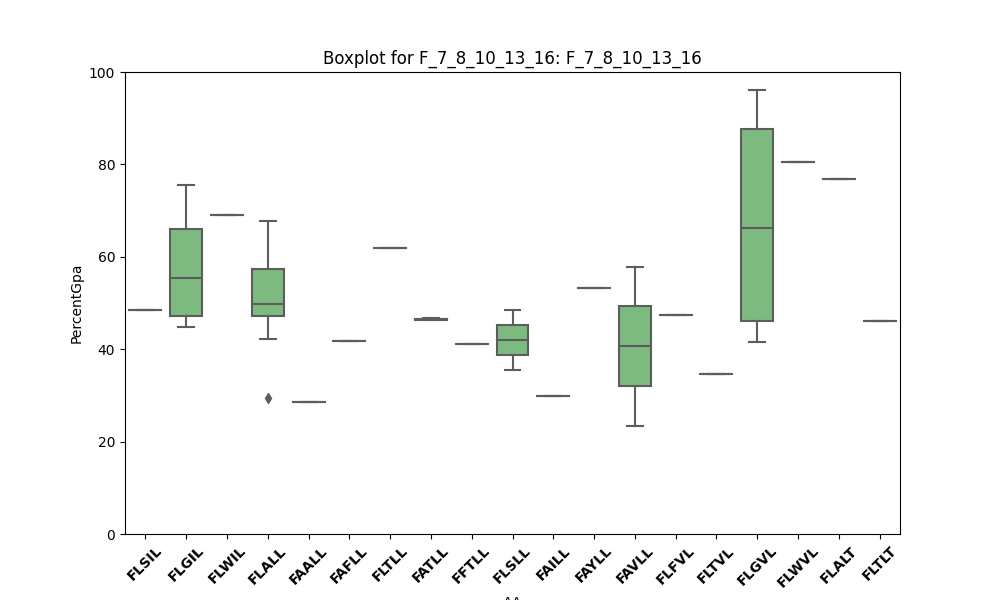 Boxplot for F_7_8_10_13_16: F_7_8_10_13_16
100
80
60
40
20
0
PercentGpa
FLSIL
FLGIL
FLWIL
FLALL
FAALL
FAFLL
FLTLL
FATLL
FFTLL
FLSLL
FAILL
FAYLL
FAVLL
FLFVL
FLTVL
FLGVL
FLWVL
FLALT
FLTLT